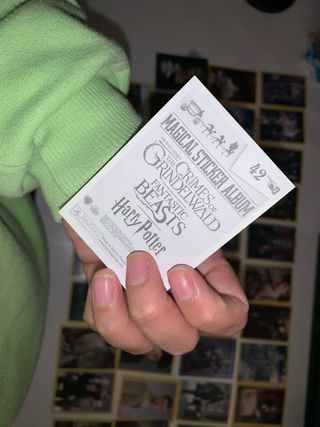 MAGICAL STICKER ALBUM
42
THE CRIMES
OF
GRINDELWALD
FANTASTIC
BEASTS
Harry Potter